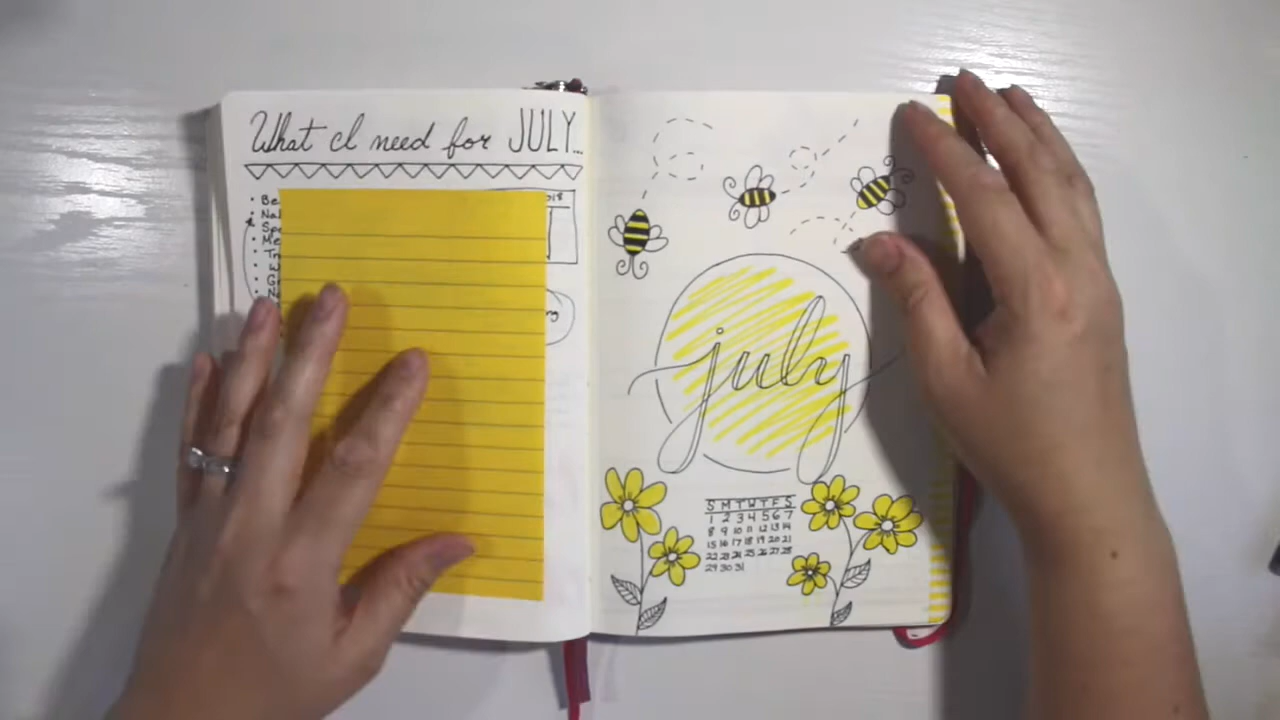 What I need for JULY...
july
S M T W T F S
1 2 3 4 5 6 7
8 9 10 11 12 13 14
15 16 17 18 19 20 21
22 23 24 25 26 27 28
29 30 31